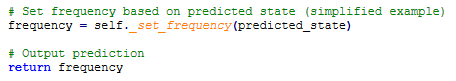 # Set frequency based on predicted state (simplified example)
frequency = self._set_frequency(predicted_state)
# Output prediction
return frequency